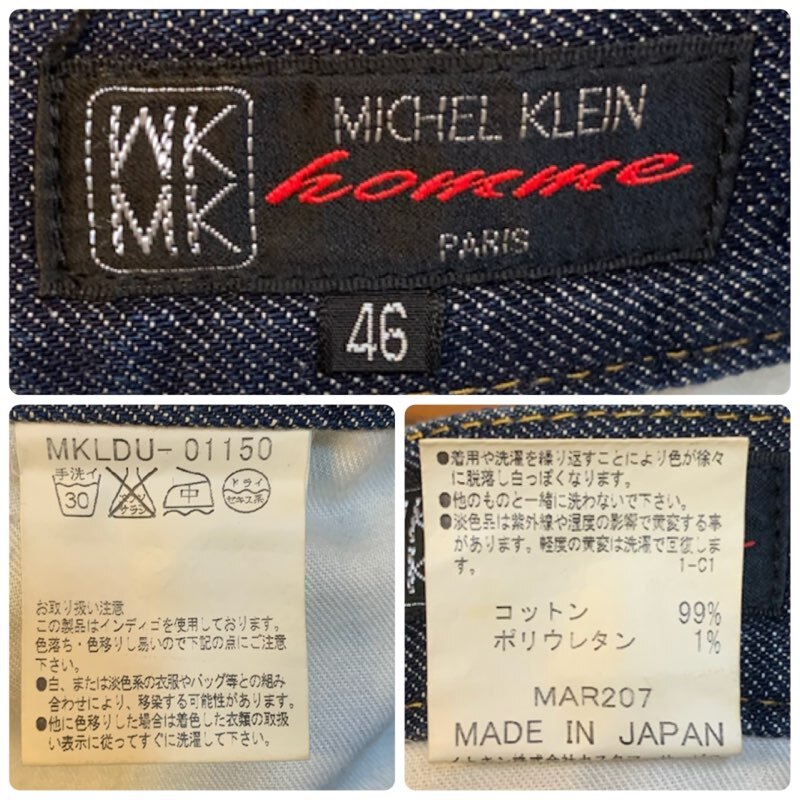 MK
MK
MICHEL KLEIN
homme
PARIS
46
MKLDU-01150
手洗イ
30
エンソ
サラシ
中
ドライ
セキユ系
お取り扱い注意
この製品はインディゴを使用しております。
色落ち・色移りし易いので下記の点にご注意
下さい。
●白、または淡色系の衣服やバッグ等との組み
合わせにより、移染する可能性があります。
●他に色移りした場合は着色した衣類の取扱
い表示に従ってすぐに洗濯して下さい。
●着用や洗濯を繰り返すことにより色が徐々
に脱落し白っぽくなります。
●他のものと一緒に洗わないで下さい。
●淡色品は紫外線や湿度の影響で黄変する事
があります。軽度の黄変は洗濯で回復しま
す。 1-01
コットン 99%
ポリウレタン 1%
MAR207
MADE IN JAPAN